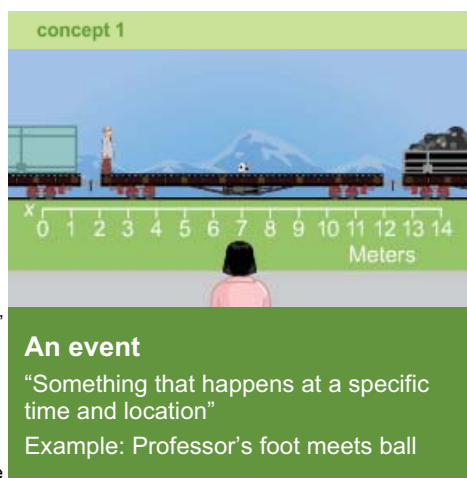 concept 1
x
0 1 2 3 4 5 6 7 8 9 10 11 12 13 14
Meters
,
An event
“Something that happens at a specific
time and location”
Example: Professor’s foot meets ball
e